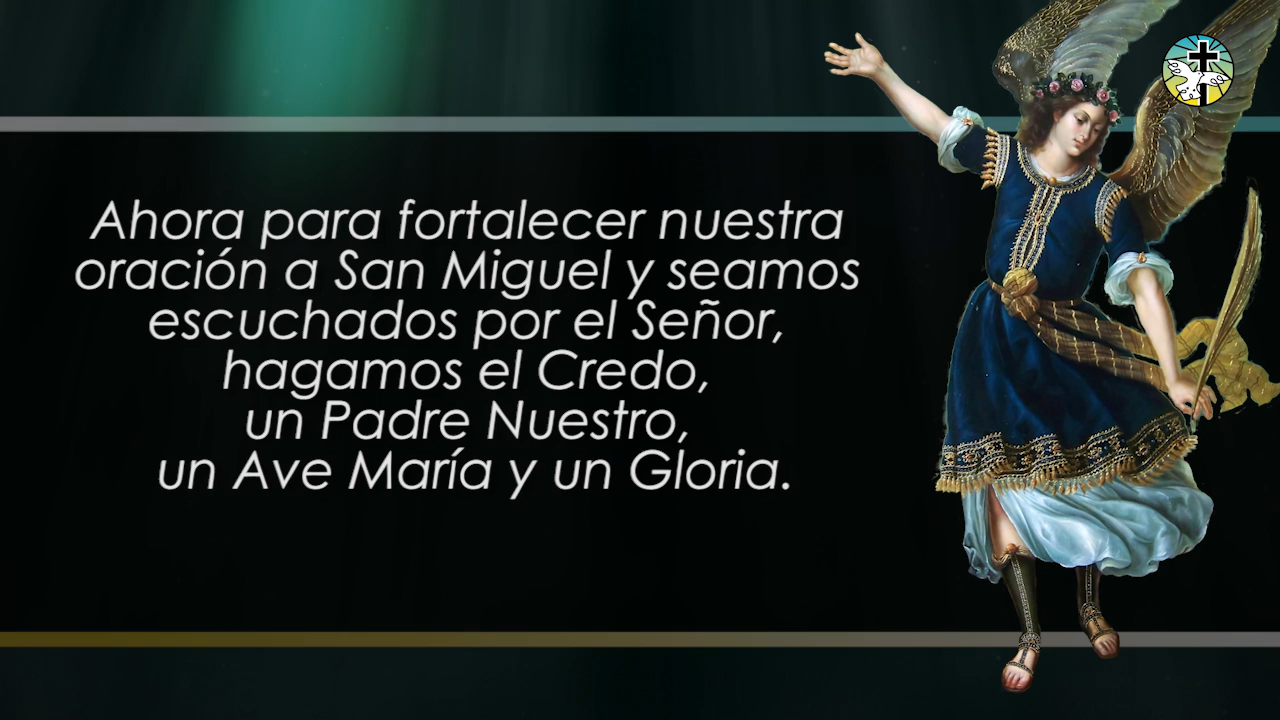 Ahora para fortalecer nuestra
oración a San Miguel y seamos
escuchados por el Señor,
hagamos el Credo,
un Padre Nuestro,
un Ave María y un Gloria.